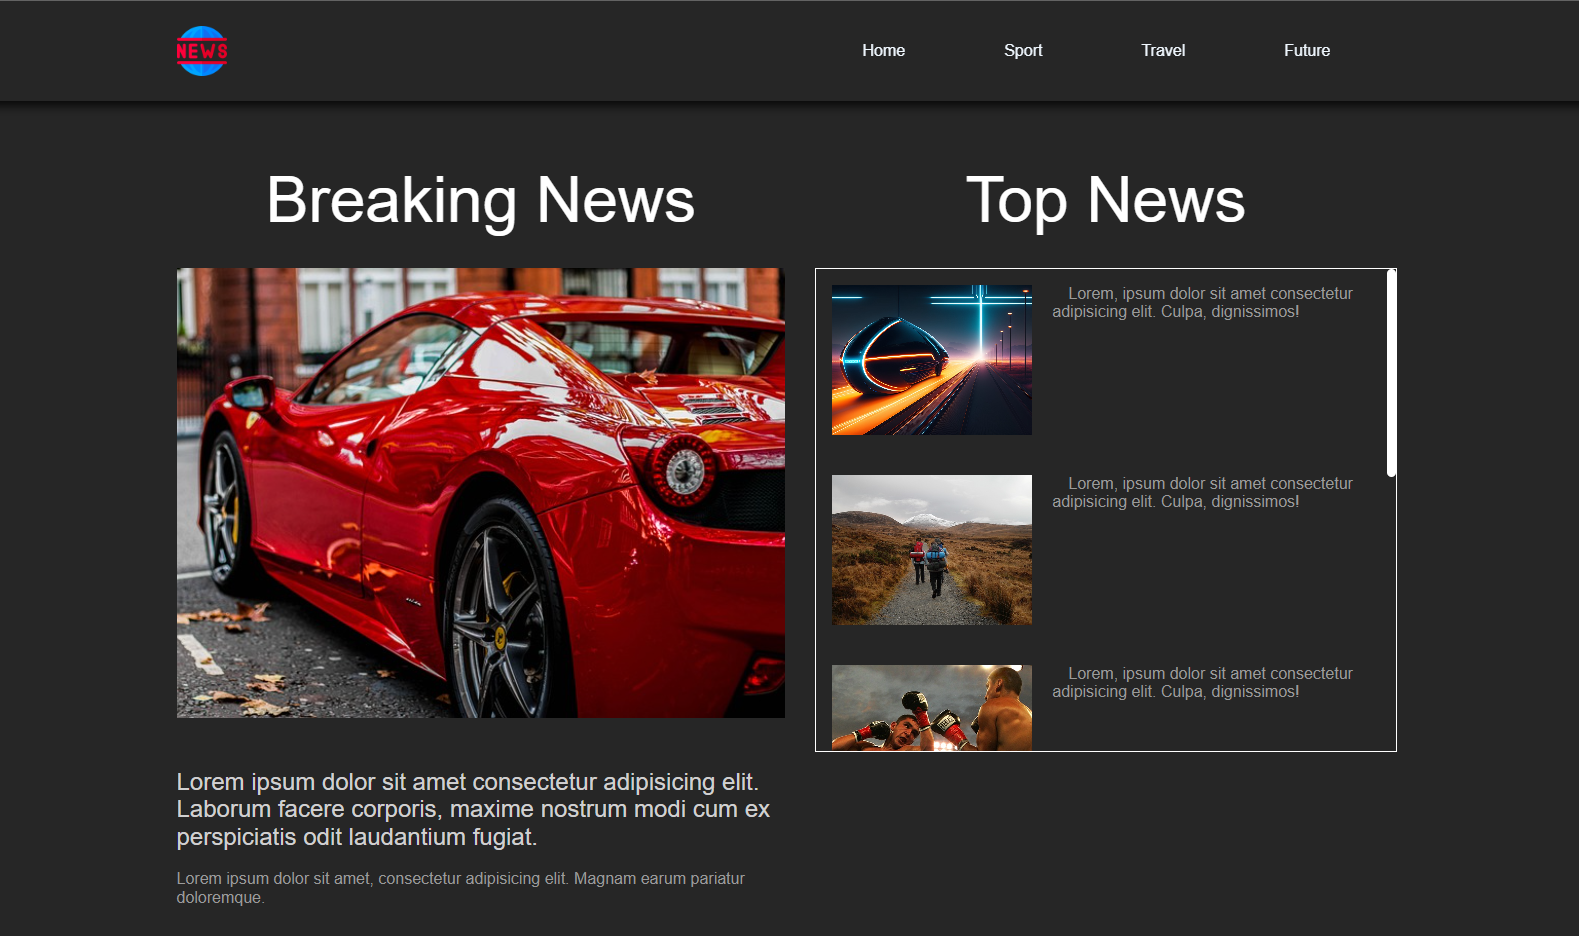 NEWS
Home
Sport
Travel
Future
Breaking News
Lorem ipsum dolor sit amet consectetur adipisicing elit.
Laborum facere corporis, maxime nostrum modi cum ex
perspiciatis odit laudantium fugiat.
Lorem ipsum dolor sit amet, consectetur adipisicing elit. Magnam earum pariatur
doloremque.
Top News
Lorem, ipsum dolor sit amet consectetur
adipisicing elit. Culpa, dignissimos!
Lorem, ipsum dolor sit amet consectetur
adipisicing elit. Culpa, dignissimos!
Lorem, ipsum dolor sit amet consectetur
adipisicing elit. Culpa, dignissimos!